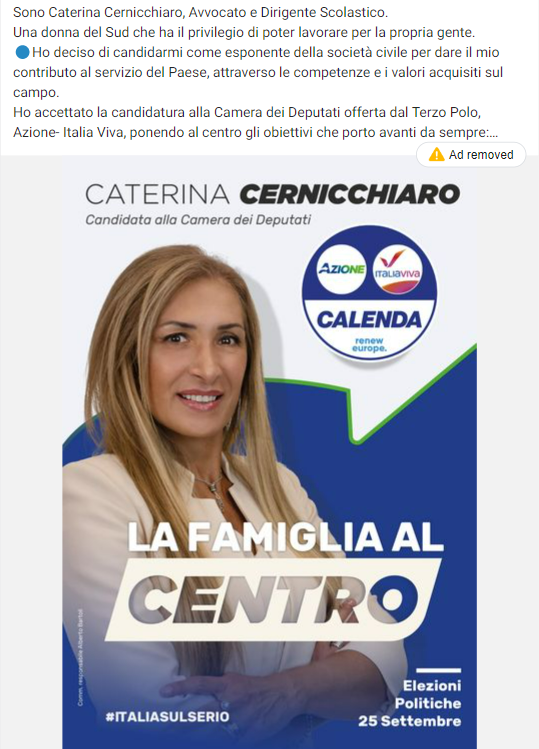 Sono Caterina Cernicchiaro, Avvocato e Dirigente Scolastico.
Una donna del Sud che ha il privilegio di poter lavorare per la propria gente.
🔵Ho deciso di candidarmi come esponente della società civile per dare il mio
contributo al servizio del Paese, attraverso le competenze e i valori acquisiti sul
campo.
Ho accettato la candidatura alla Camera dei Deputati offerta dal Terzo Polo,
Azione- Italia Viva, ponendo al centro gli obiettivi che porto avanti da sempre:...
Ad removed
CATERINA CERNICCHIARO
Candidata alla Camera dei Deputati
AZIONE
ITALIAVIVA
CALENDA
renew
europe.
LA FAMIGLIA AL
CENTRO
Comm. responsabile Alberto Bartoli
Elezioni
Politiche
25 Settembre
#ITALIASULSERIO